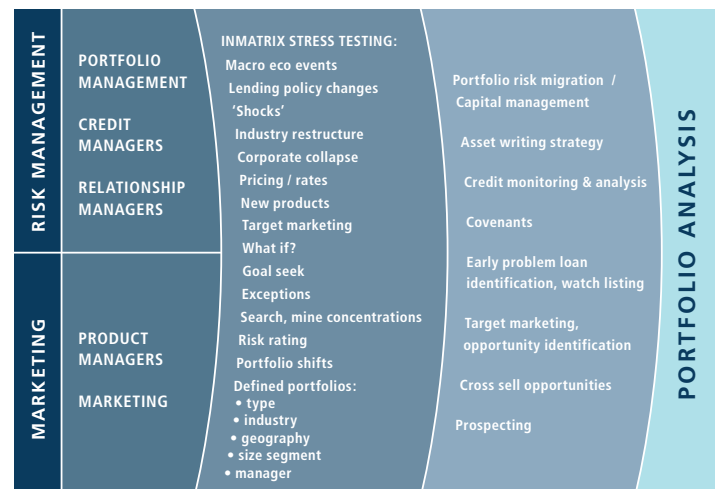 RISK MANAGEMENT
PORTFOLIO
MANAGEMENT
CREDIT
MANAGERS
RELATIONSHIP
MANAGERS
MARKETING
PRODUCT
MANAGERS
MARKETING
INMATRIX STRESS TESTING:
Macro eco events
Lending policy changes
‘Shocks’
Industry restructure
Corporate collapse
Pricing / rates
New products
Target marketing
What if?
Goal seek
Exceptions
Search, mine concentrations
Risk rating
Portfolio shifts
Defined portfolios:
• type
• industry
• geography
• size segment
• manager
Portfolio risk migration /
Capital management
Asset writing strategy
Credit monitoring & analysis
Covenants
Early problem loan
identification, watch listing
Target marketing,
opportunity identification
Cross sell opportunities
Prospecting
PORTFOLIO ANALYSIS